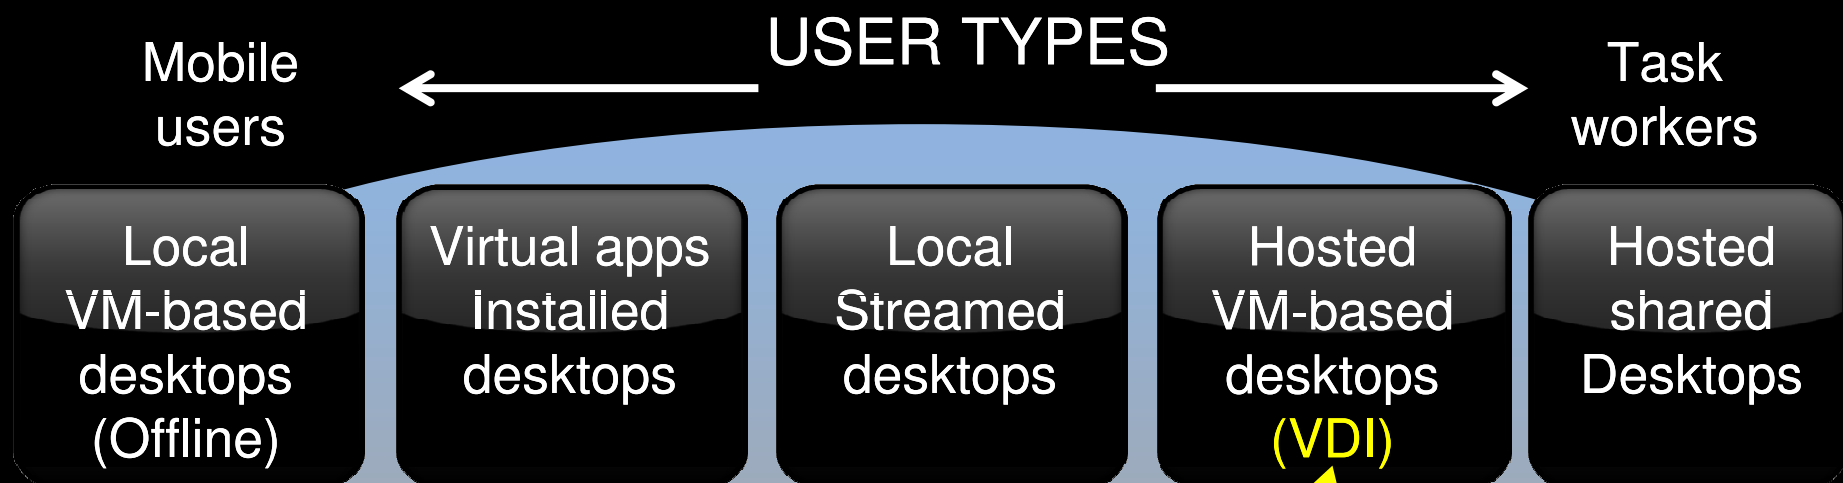 USER TYPES
Mobile
users
Task
workers
Local
VM-based
desktops
(Offline)
Virtual apps
Installed
desktops
Local
Streamed
desktops
Hosted
VM-based
desktops
(VDI)
Hosted
shared
Desktops